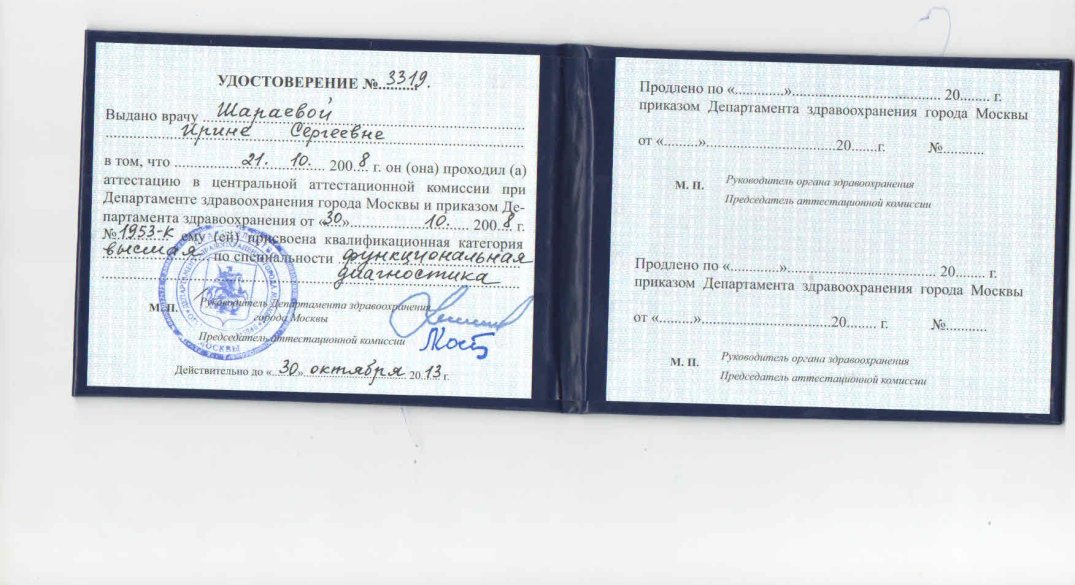 УДОСТОВЕРЕНИЕ № 3319.
Выдано врачу Шараевой
Ирине Сергеевне
в том, что 21. 10. 2008 г. он (она) проходил (а)
аттестацию в центральной аттестационной комиссии при
Департаменте здравоохранения города Москвы и приказом Де-
партамента здравоохранения от «30» 10. 2008 г.
№ 1953-к ему (ей) присвоена квалификационная категория
высшая по специальности функциональная
диагностика
М. П. Руководитель Департамента здравоохранения
города Москвы
Председатель аттестационной комиссии
МОСКВЫ
Действительно до «30» октября 2013 г.
Продлено по «.............»....................................... 20........ г.
приказом Департамента здравоохранения города Москвы
от «.........»..................................20.......г. №...........
М. П. Руководитель органа здравоохранения
Председатель аттестационной комиссии
Продлено по «.............»....................................... 20........ г.
приказом Департамента здравоохранения города Москвы
от «.........»..................................20........ г. №...........
М. П. Руководитель органа здравоохранения
Председатель аттестационной комиссии